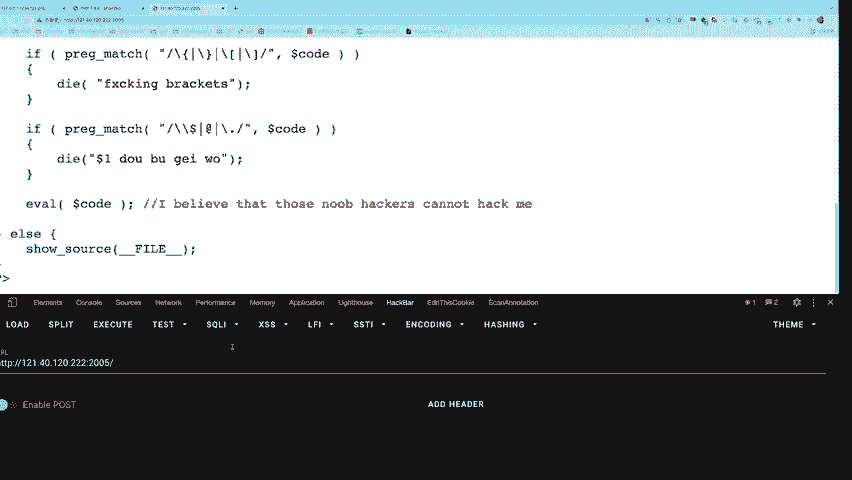 if ( preg_match( "/\{|\}|\[|\]/", $code ) )
{
die( "fxcking brackets");
}
if ( preg_match( "/\\$|@|\./", $code ) )
{
die("$1 dou bu gei wo");
}
eval( $code ); //I believe that those noob hackers cannot hack me
else {
show_source(__FILE__);
?>
Elements Console Sources Network Performance Memory Application Lighthouse HackBar EditThisCookie ScanAnnotation 1 2
LOAD SPLIT EXECUTE TEST SQLI XSS LFI SSTI ENCODING HASHING THEME
http://121.40.120.222:2005/
Enable POST ADD HEADER